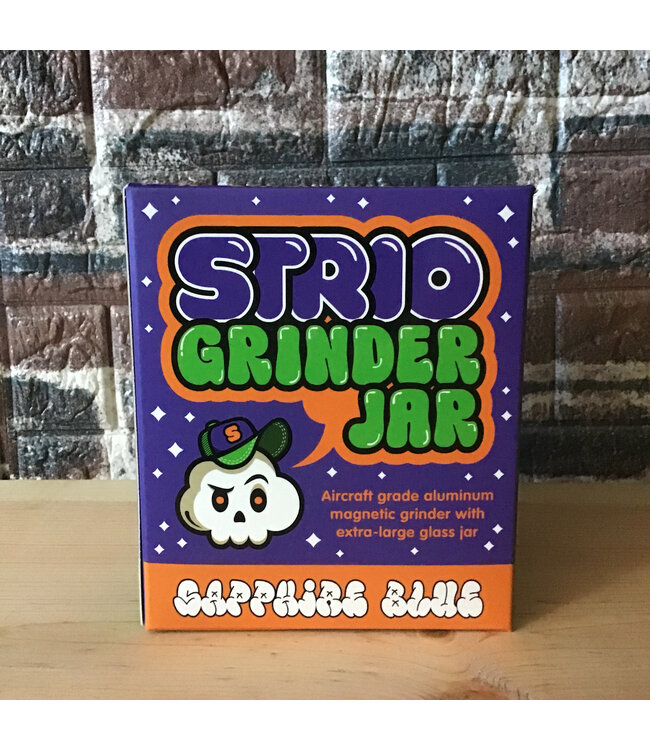 STRIO
GRINDER
JAR
S
Aircraft grade aluminum
magnetic grinder with
extra-large glass jar
SAPPHIRE BLUE